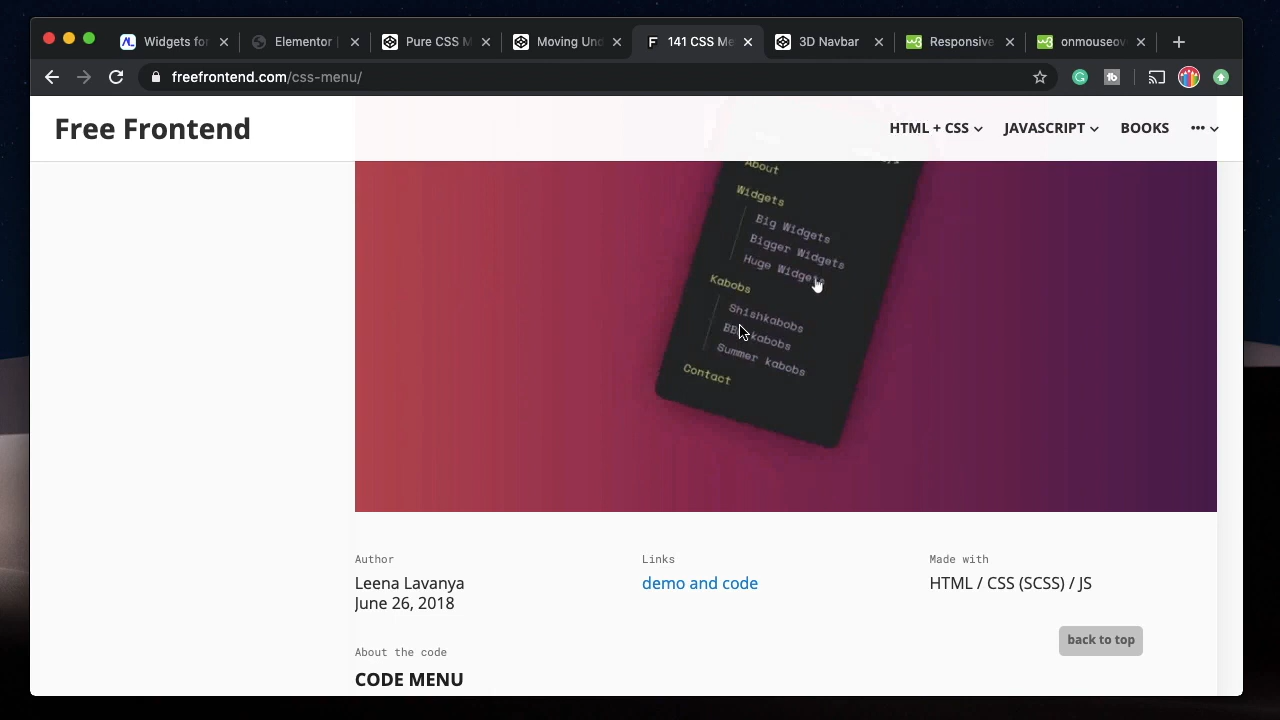 Widgets for
Elementor
Pure CSS M
Moving Und
141 CSS Me
3D Navbar
Responsive
onmouseov
freefrontend.com/css-menu/
Free Frontend
HTML + CSS
JAVASCRIPT
BOOKS
About
Widgets
Big Widgets
Bigger Widgets
Huge Widgets
Kabobs
Shishkabobs
kabobs
Summer kabobs
Contact
Author
Links
Made with
Leena Lavanya
demo and code
HTML / CSS (SCSS) / JS
June 26, 2018
back to top
About the code
CODE MENU